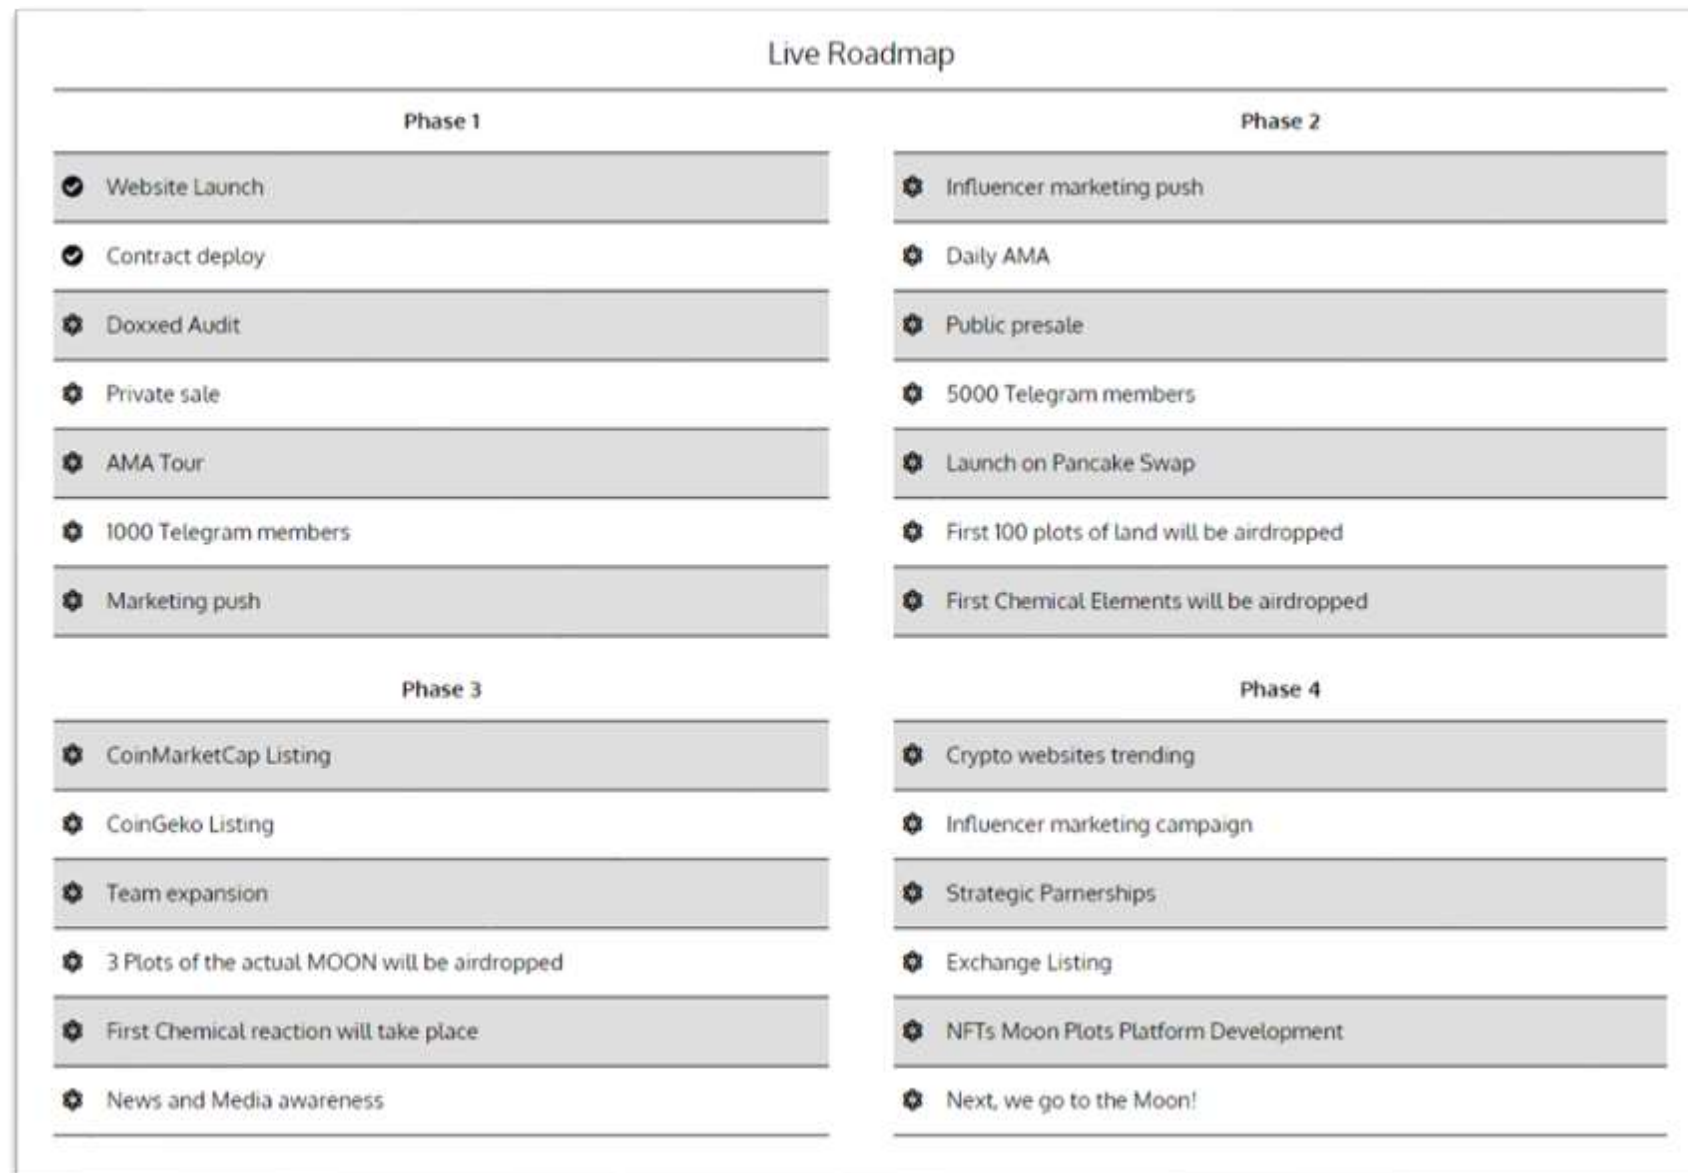 Live Roadmap
Phase 1
Website Launch
Contract deploy
Doxxed Audit
Private sale
AMA Tour
1000 Telegram members
Marketing push
Phase 2
Influencer marketing push
Daily AMA
Public presale
5000 Telegram members
Launch on Pancake Swap
First 100 plots of land will be airdropped
First Chemical Elements will be airdropped
Phase 3
CoinMarketCap Listing
CoinGeko Listing
Team expansion
3 Plots of the actual MOON will be airdropped
First Chemical reaction will take place
News and Media awareness
Phase 4
Crypto websites trending
Influencer marketing campaign
Strategic Parnerships
Exchange Listing
NFTs Moon Plots Platform Development
Next, we go to the Moon!